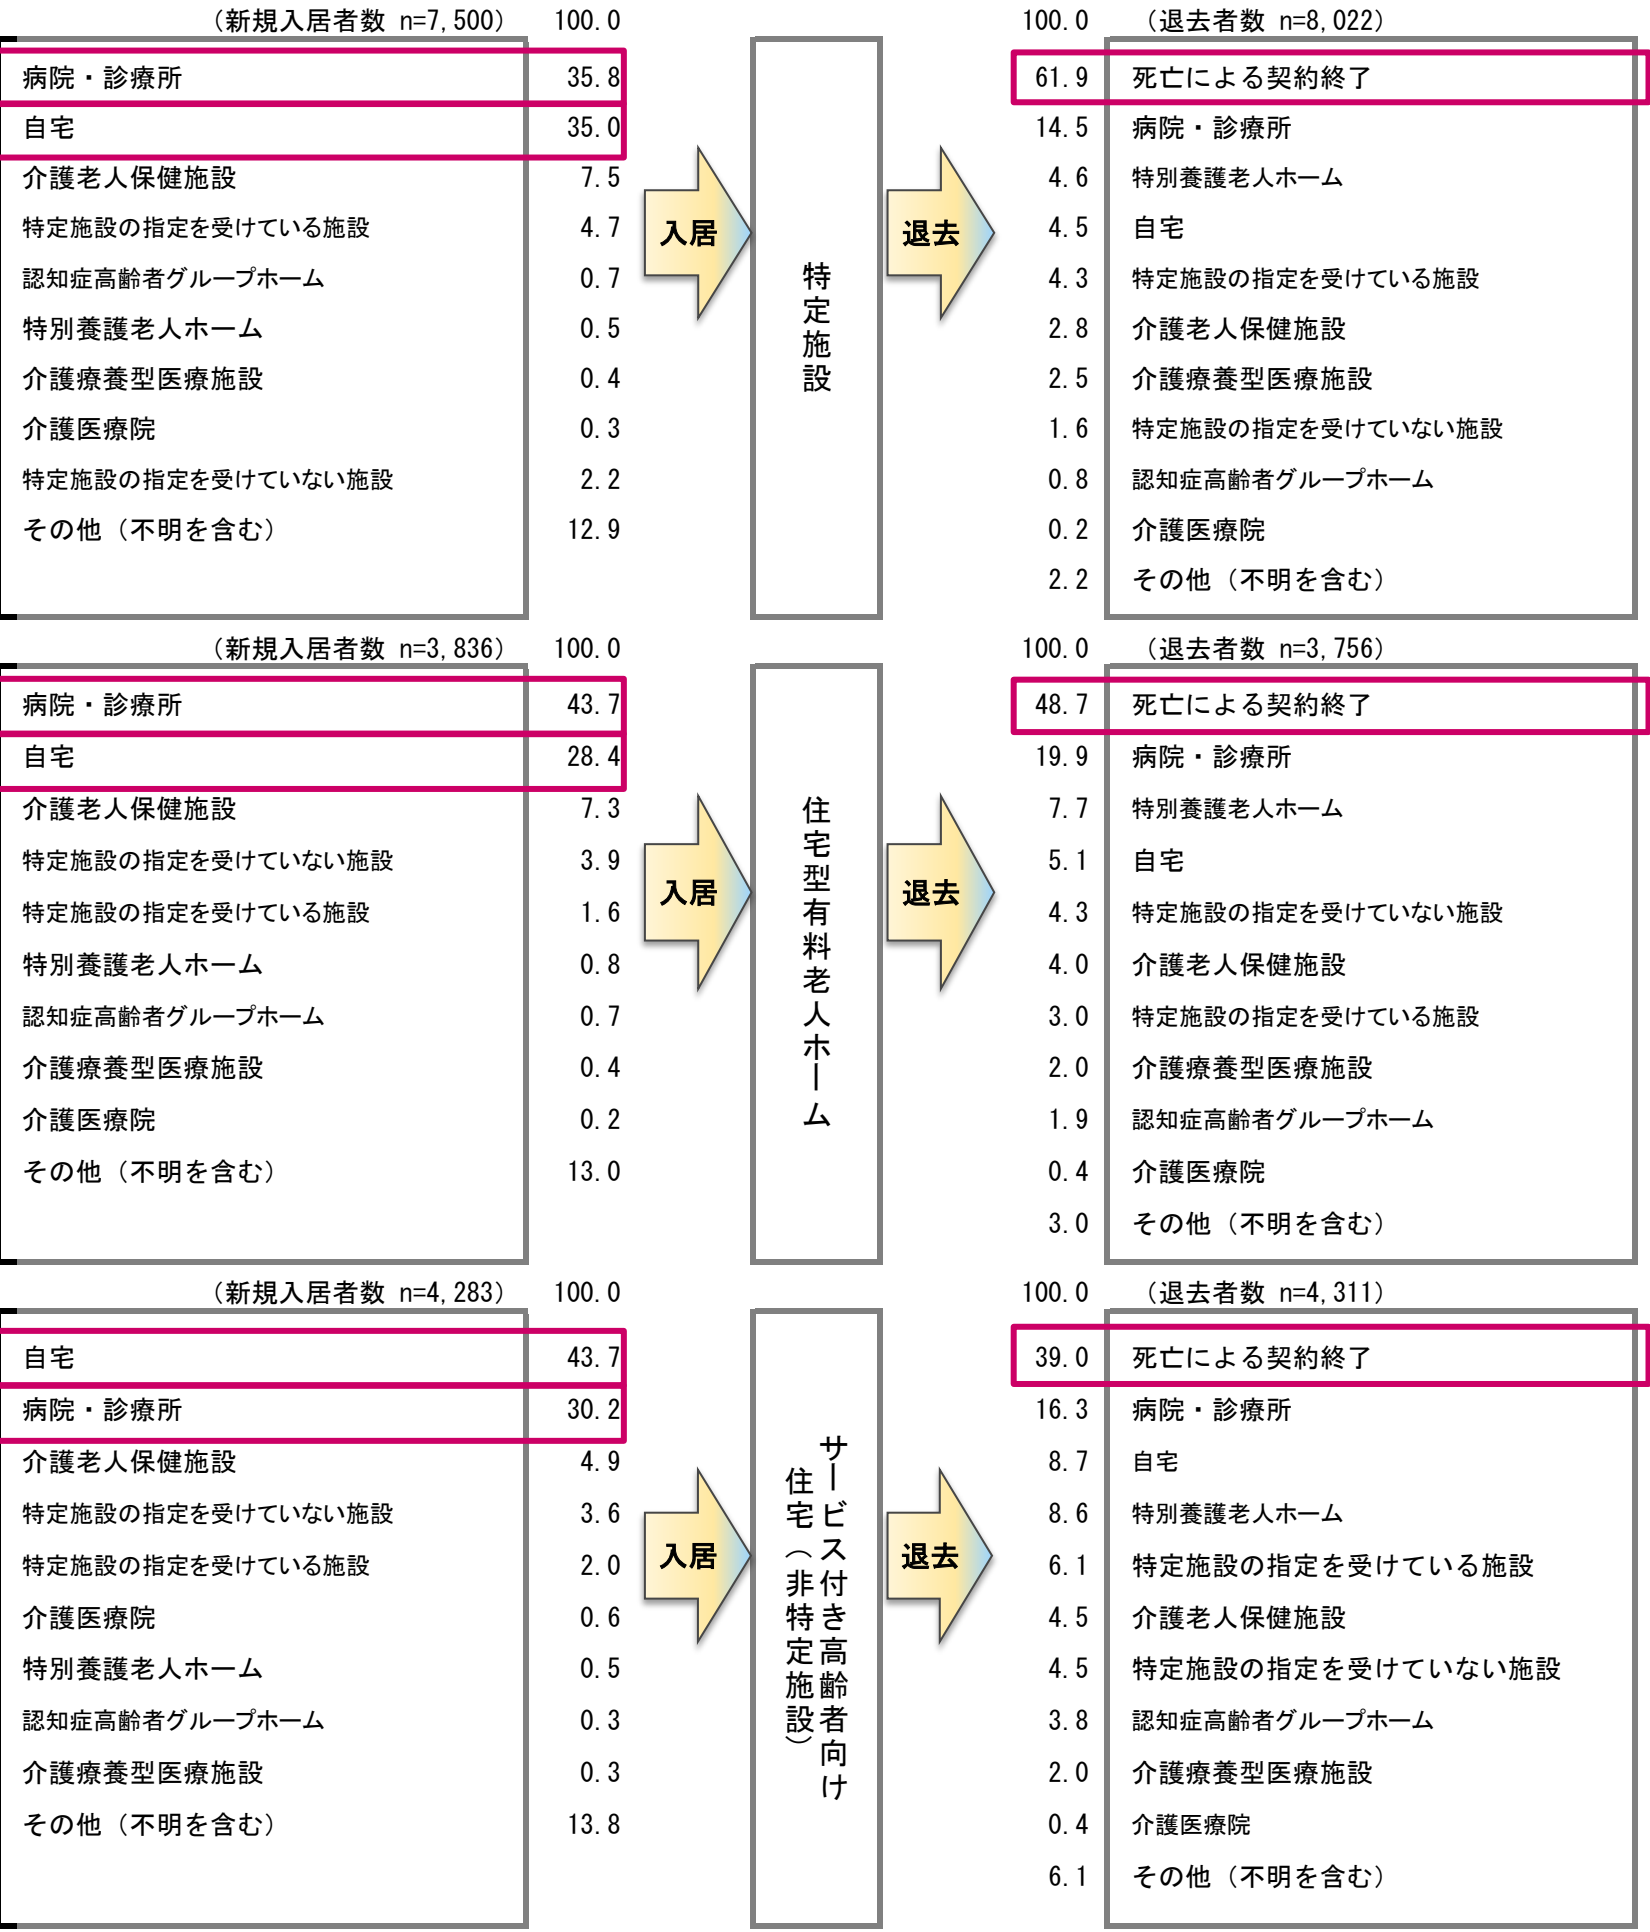 （新規入居者数 n=7,500） 100.0
病院・診療所 35.8
自宅 35.0
介護老人保健施設 7.5
特定施設の指定を受けている施設 4.7
認知症高齢者グループホーム 0.7
特別養護老人ホーム 0.5
介護療養型医療施設 0.4
介護医療院 0.3
特定施設の指定を受けていない施設 2.2
その他（不明を含む） 12.9
入居
特定施設
退去
100.0 （退去者数 n=8,022）
61.9 死亡による契約終了
14.5 病院・診療所
4.6 特別養護老人ホーム
4.5 自宅
4.3 特定施設の指定を受けている施設
2.8 介護老人保健施設
2.5 介護療養型医療施設
1.6 特定施設の指定を受けていない施設
0.8 認知症高齢者グループホーム
0.2 介護医療院
2.2 その他（不明を含む）
（新規入居者数 n=3,836） 100.0
病院・診療所 43.7
自宅 28.4
介護老人保健施設 7.3
特定施設の指定を受けていない施設 3.9
特定施設の指定を受けている施設 1.6
特別養護老人ホーム 0.8
認知症高齢者グループホーム 0.7
介護療養型医療施設 0.4
介護医療院 0.2
その他（不明を含む） 13.0
入居
住宅型有料老人ホーム
退去
100.0 （退去者数 n=3,756）
48.7 死亡による契約終了
19.9 病院・診療所
7.7 特別養護老人ホーム
5.1 自宅
4.3 特定施設の指定を受けていない施設
4.0 介護老人保健施設
3.0 特定施設の指定を受けている施設
2.0 介護療養型医療施設
1.9 認知症高齢者グループホーム
0.4 介護医療院
3.0 その他（不明を含む）
（新規入居者数 n=4,283） 100.0
自宅 43.7
病院・診療所 30.2
介護老人保健施設 4.9
特定施設の指定を受けていない施設 3.6
特定施設の指定を受けている施設 2.0
介護医療院 0.6
特別養護老人ホーム 0.5
認知症高齢者グループホーム 0.3
介護療養型医療施設 0.3
その他（不明を含む） 13.8
入居
サービス付き高齢者向け
住宅（非特定施設）
退去
100.0 （退去者数 n=4,311）
39.0 死亡による契約終了
16.3 病院・診療所
8.7 自宅
8.6 特別養護老人ホーム
6.1 特定施設の指定を受けている施設
4.5 介護老人保健施設
4.5 特定施設の指定を受けていない施設
3.8 認知症高齢者グループホーム
2.0 介護療養型医療施設
0.4 介護医療院
6.1 その他（不明を含む）